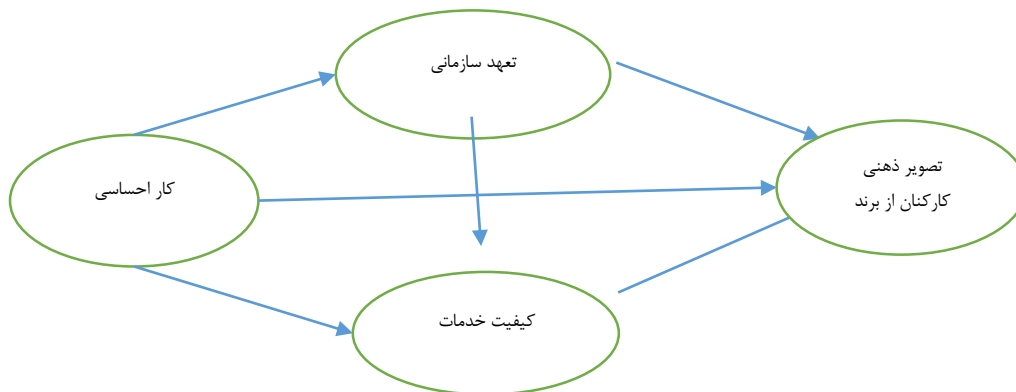 تعهد سازمانی
تصویر ذهنی
کارکنان از برند
کار احساسی
کیفیت خدمات